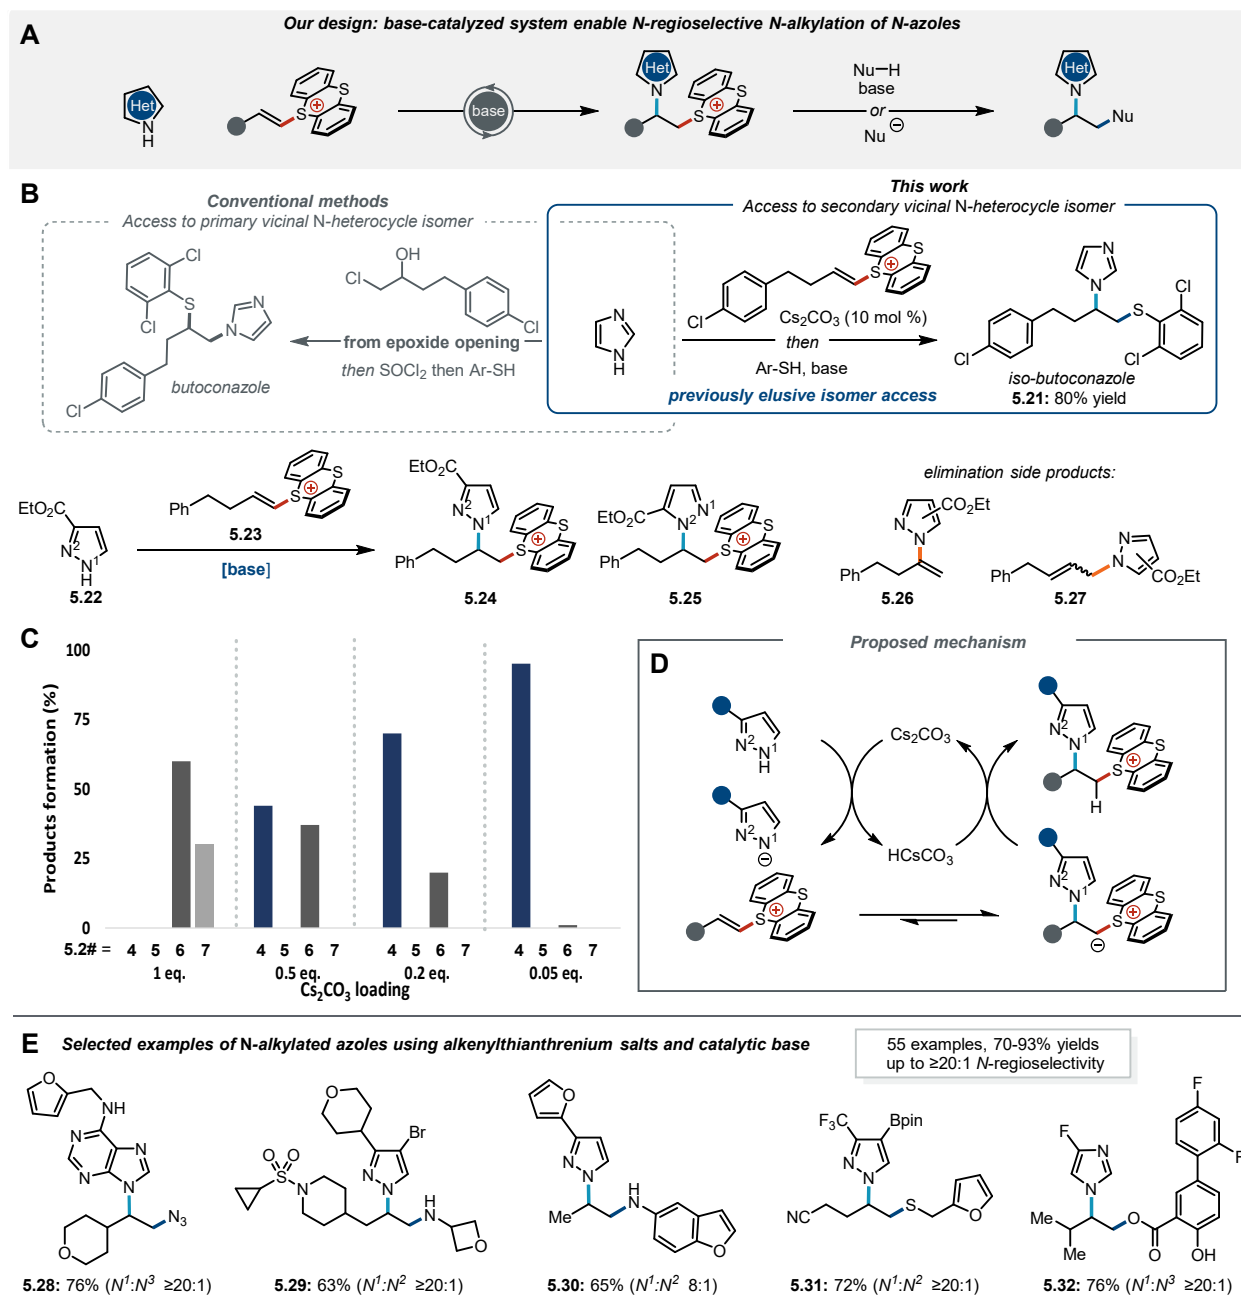 A
Our design: base-catalyzed system enable N-regioselective N-alkylation of N-azoles
Het
N
H
S
S
+
base
Het
N
S
S
+
Nu–H
base
or
Nu ⊖
Het
N
Nu
B
Conventional methods
Access to primary vicinal N-heterocycle isomer
This work
Access to secondary vicinal N-heterocycle isomer
Cl
Cl
S
N
N
Cl
butoconazole
OH
Cl
Cl
from epoxide opening
then SOCl2 then Ar-SH
N
N
H
Cl
S
S
+
Cs2CO3 (10 mol %)
then
Ar-SH, base
previously elusive isomer access
N
N
S
Cl
Cl
Cl
iso-butoconazole
5.21: 80% yield
EtO2C
N2
1
N
H
5.22
Ph
S
S
+
5.23
[base]
EtO2C
N2
N1
Ph
S
S
+
5.24
EtO2C
N1
N2
Ph
S
S
+
5.25
elimination side products:
N
N
CO2Et
Ph
5.26
Ph
N
N
CO2Et
5.27
C
Products formation (%)
100
75
50
25
0
5.2# = 4 5 6 7 4 5 6 7 4 5 6 7 4 5 6 7
1 eq. 0.5 eq. 0.2 eq. 0.05 eq.
Cs2CO3 loading
D
Proposed mechanism
N2
N1
H
N2
N1
⊖
S
S
+
Cs2CO3
HCsCO3
N2
N1
S
S
+
H
N2
N1
S
S
+
⊖
E
Selected examples of N-alkylated azoles using alkenylthianthrenium salts and catalytic base
55 examples, 70-93% yields
up to ≥20:1 N-regioselectivity
O
NH
N
N
N
N
N3
O
5.28: 76% (N1:N3 ≥20:1)
O
Br
N
N
O
O
S
N
H
N
O
5.29: 63% (N1:N2 ≥20:1)
O
N
N
H
N
Me
O
5.30: 65% (N1:N2 8:1)
F3C
Bpin
N
N
NC
S
O
5.31: 72% (N1:N2 ≥20:1)
F
F
F
N
N
Me
Me
O
O
OH
5.32: 76% (N1:N3 ≥20:1)